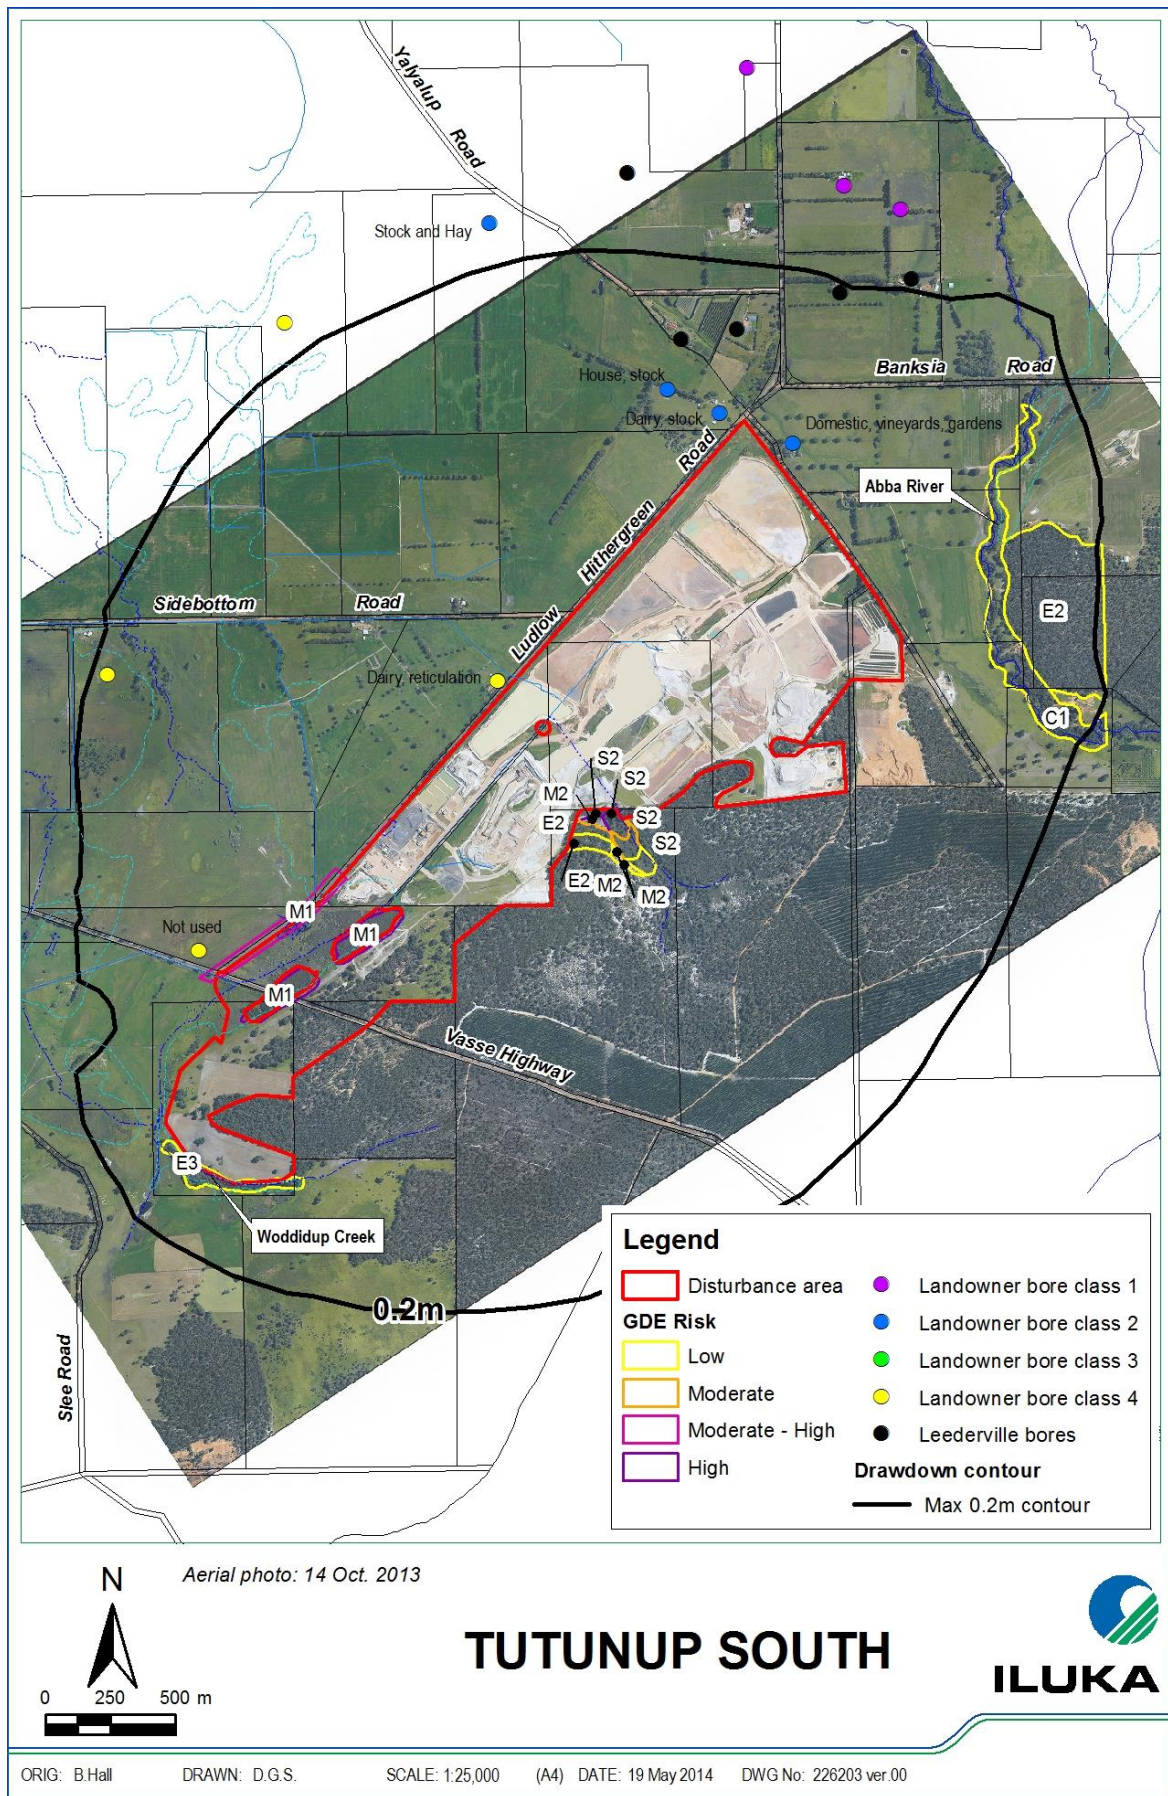 Yalyalup
Road
Stock and Hay
House, stock
Dairy, stock
Banksia Road
Domestic, vineyards, gardens
Road
Hithergreen
Ludlow
Abba River
Sidebottom Road
E2
Dairy, reticulation
C1
S2
S2
M2
E2
S2
S2
E2
M2
M2
M1
M1
Not used
M1
Vasse Highway
E3
Woddidup Creek
0.2m
Slee Road
Legend
Disturbance area
GDE Risk
Low
Moderate
Moderate - High
High
Landowner bore class 1
Landowner bore class 2
Landowner bore class 3
Landowner bore class 4
Leederville bores
Drawdown contour
Max 0.2m contour
N
Aerial photo: 14 Oct. 2013
0 250 500 m
TUTUNUP SOUTH
ILUKA
ORIG: B.Hall DRAWN: D.G.S. SCALE: 1:25,000 (A4) DATE: 19 May 2014 DWG No: 226203 ver.00